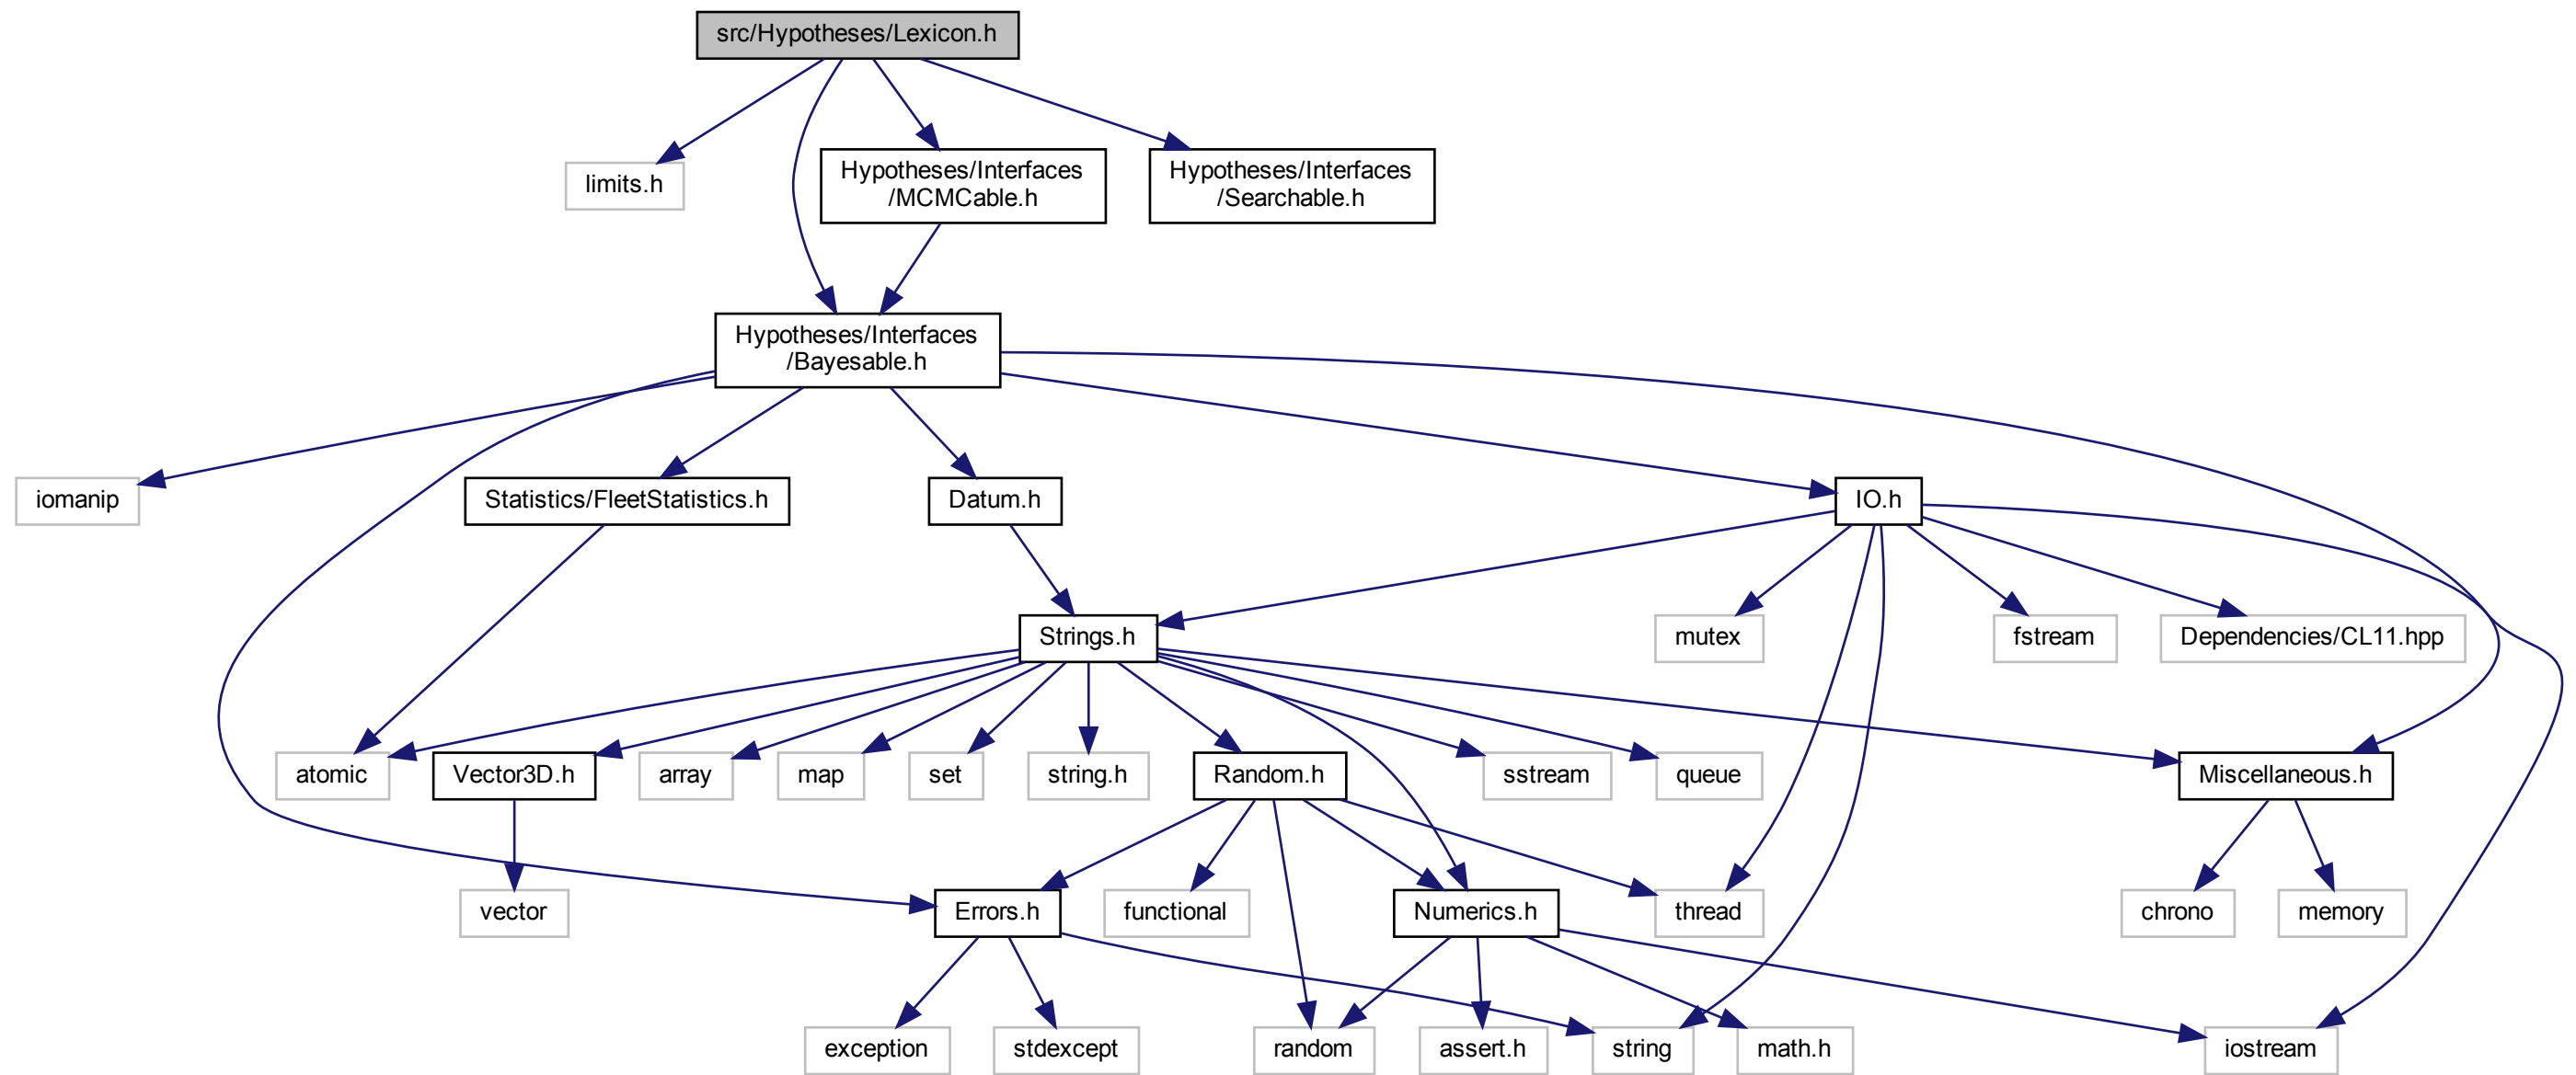 src/Hypotheses/Lexicon.h
limits.h
Hypotheses/Interfaces
/MCMCable.h
Hypotheses/Interfaces
/Searchable.h
Hypotheses/Interfaces
/Bayesable.h
iomanip
Statistics/FleetStatistics.h
Datum.h
IO.h
Strings.h
mutex
fstream
Dependencies/CL11.hpp
atomic
Vector3D.h
array
map
set
string.h
Random.h
sstream
queue
Miscellaneous.h
vector
Errors.h
functional
Numerics.h
thread
chrono
memory
exception
stdexcept
random
assert.h
string
math.h
iostream